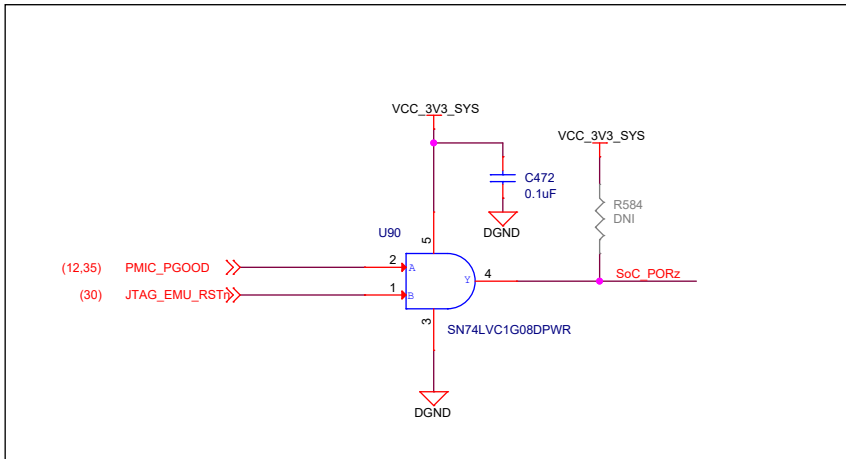 VCC_3V3_SYS
VCC_3V3_SYS
C472
0.1uF
R584
DNI
DGND
U90
5
(12,35) PMIC_PGOOD
2
A
(30) JTAG_EMU_RSTn
1
B
Y
4
SoC_PORz
3
SN74LVC1G08DPWR
DGND